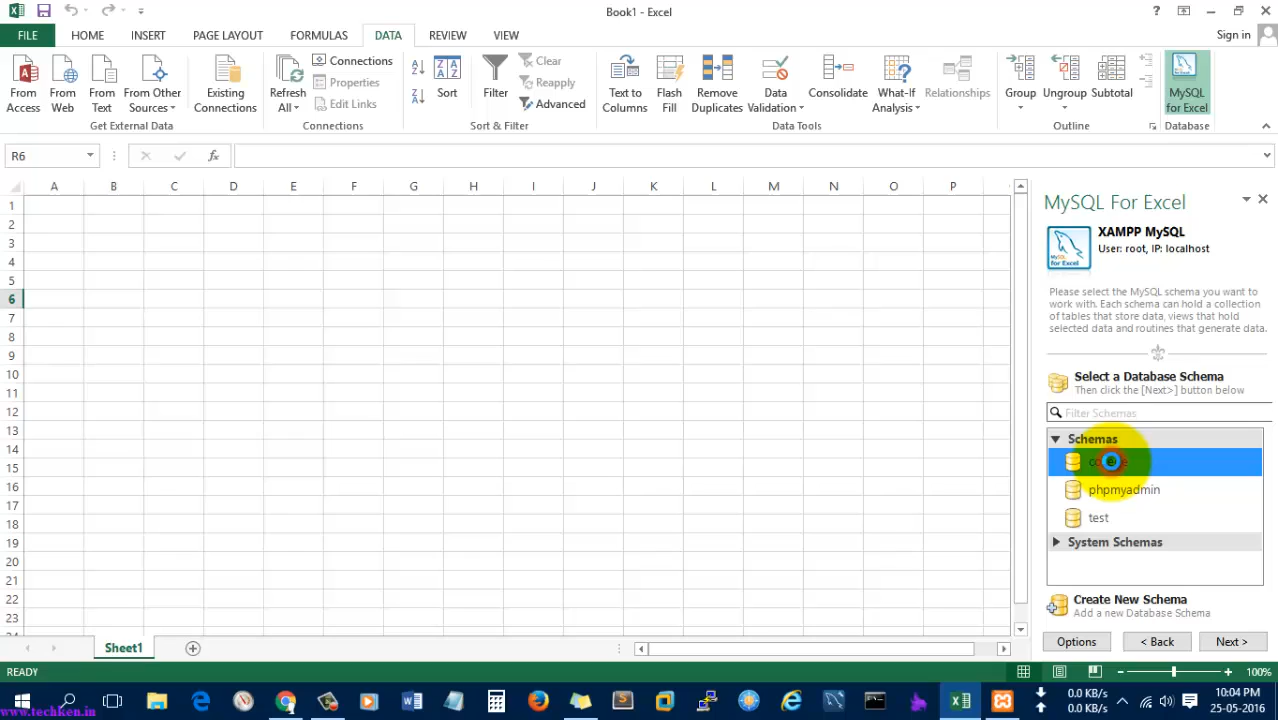 Book1 - Excel
?
FILE
HOME
INSERT
PAGE LAYOUT
FORMULAS
DATA
REVIEW
VIEW
Sign in
From Access
From Web
From Text
From Other Sources
Get External Data
Existing Connections
Refresh All
Connections
Properties
Edit Links
Connections
Sort
Filter
Clear
Reapply
Advanced
Sort & Filter
Text to Columns
Flash Fill
Remove Duplicates
Data Validation
Consolidate
What-If Analysis
Relationships
Data Tools
Group
Ungroup
Subtotal
Outline
MySQL for Excel
Database
R6
fx
A B C D E F G H I J K L M N O P
1
2
3
4
5
6
7
8
9
10
11
12
13
14
15
16
17
18
19
20
21
22
23
MySQL For Excel
XAMPP MySQL
User: root, IP: localhost
MySQL for Excel
Please select the MySQL schema you want to
work with. Each schema can hold a collection
of tables that store data, views that hold
selected data and routines that generate data.
Select a Database Schema
Then click the [Next>] button below
Filter Schemas
Schemas
phpmyadmin
test
System Schemas
Create New Schema
Add a new Database Schema
Options
< Back
Next >
Sheet1
READY
100%
0.0 KB/s
0.0 KB/s
10:04 PM
25-05-2016
www.techken.in